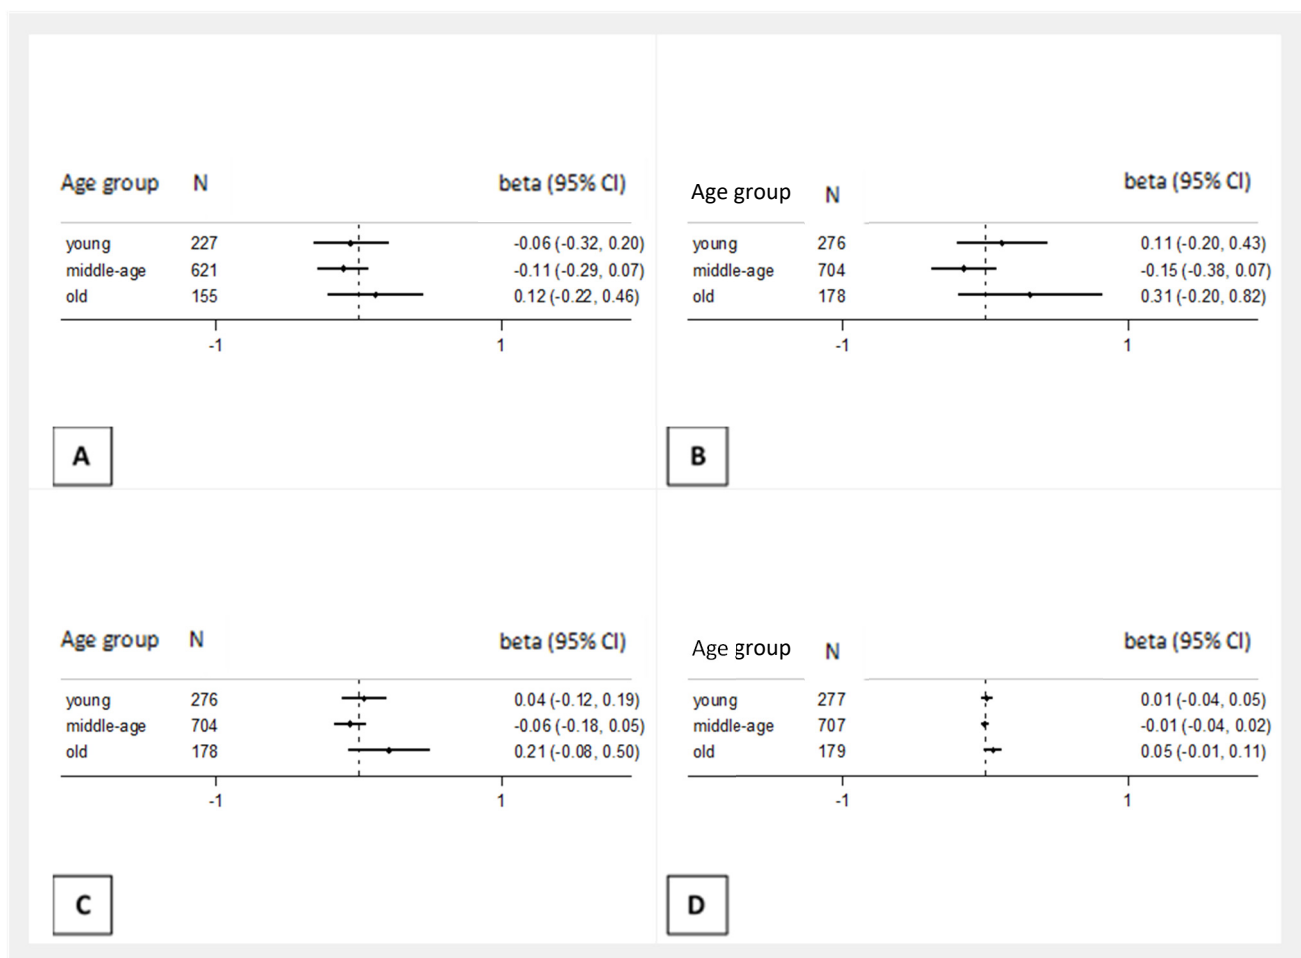 Age group N beta (95% CI)
young 227 -0.06 (-0.32, 0.20)
middle-age 621 -0.11 (-0.29, 0.07)
old 155 0.12 (-0.22, 0.46)
-1 1
A
Age group N beta (95% CI)
young 276 0.11 (-0.20, 0.43)
middle-age 704 -0.15 (-0.38, 0.07)
old 178 0.31 (-0.20, 0.82)
-1 1
B
Age group N beta (95% CI)
young 276 0.04 (-0.12, 0.19)
middle-age 704 -0.06 (-0.18, 0.05)
old 178 0.21 (-0.08, 0.50)
-1 1
C
Age group N beta (95% CI)
young 277 0.01 (-0.04, 0.05)
middle-age 707 -0.01 (-0.04, 0.02)
old 179 0.05 (-0.01, 0.11)
-1 1
D